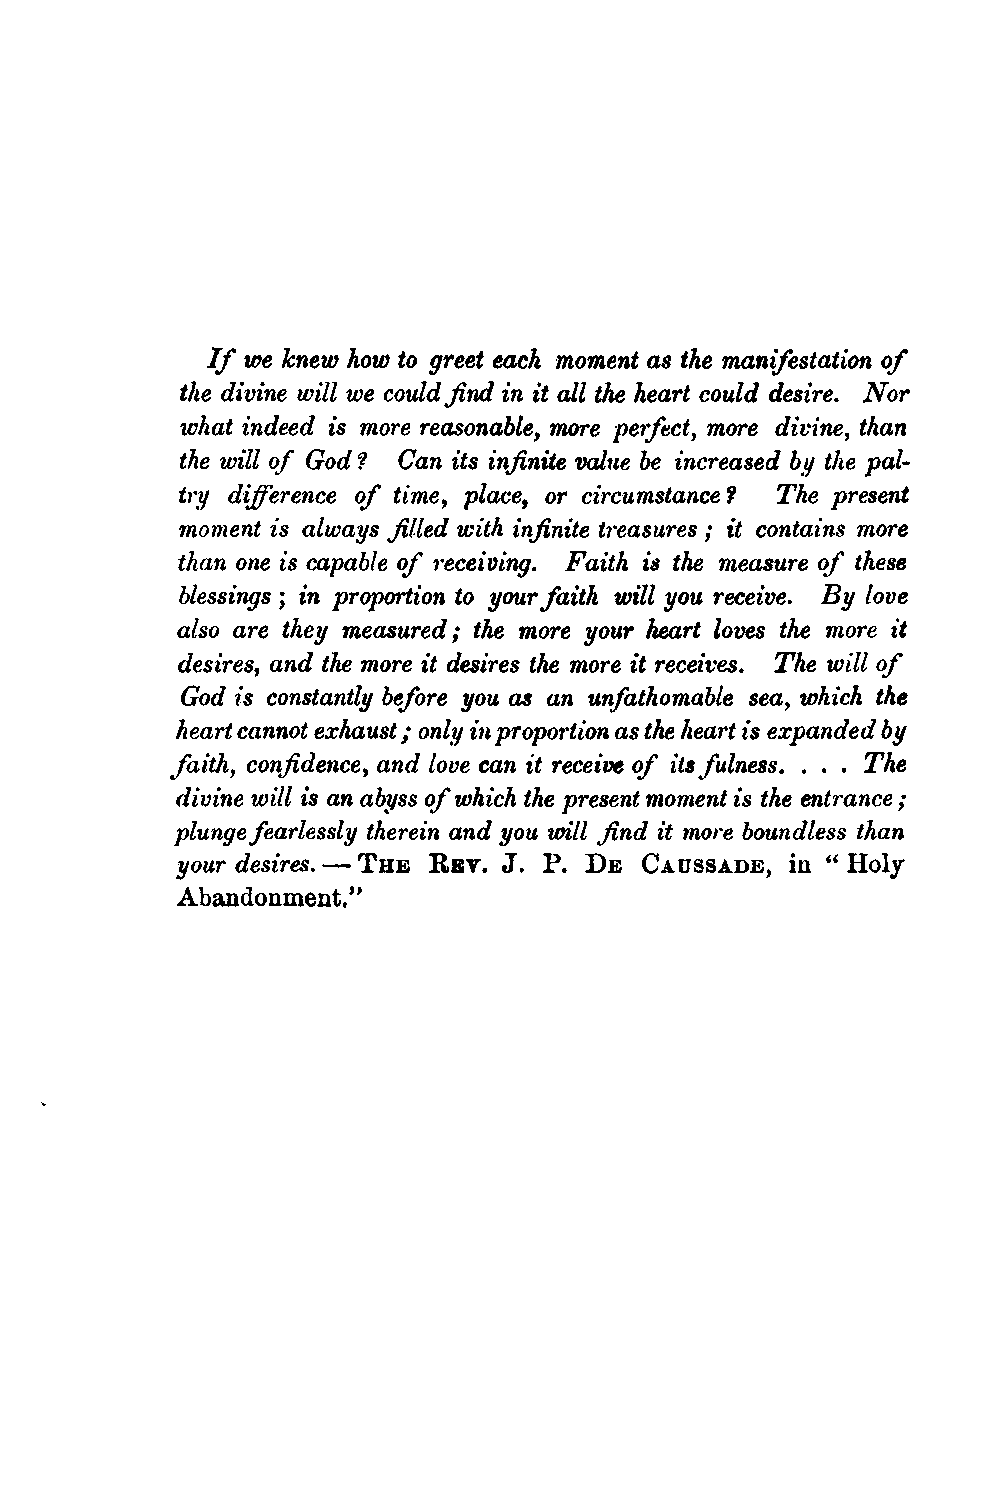 If we knew how to greet each moment as the manifestation of
the divine will we could find in it all the heart could desire. Nor
what indeed is more reasonable, more perfect, more divine, than
the will of God? Can its infinite value be increased by the pal-
try difference of time, place, or circumstance? The present
moment is always filled with infinite treasures; it contains more
than one is capable of receiving. Faith is the measure of these
blessings; in proportion to your faith will you receive. By love
also are they measured; the more your heart loves the more it
desires, and the more it desires the more it receives. The will of
God is constantly before you as an unfathomable sea, which the
heart cannot exhaust; only in proportion as the heart is expanded by
faith, confidence, and love can it receive of its fulness. . . . The
divine will is an abyss of which the present moment is the entrance;
plunge fearlessly therein and you will find it more boundless than
your desires. — THE REV. J. P. DE CAUSSADE, in "Holy
Abandonment."